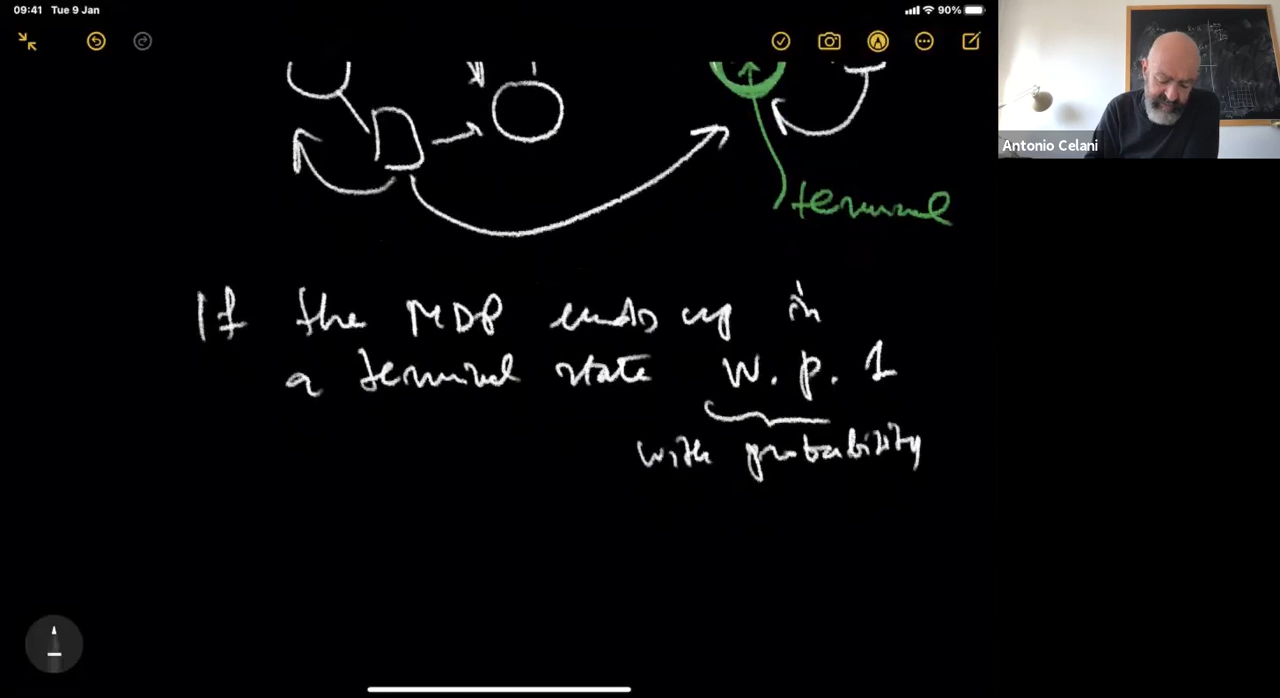 09:41 Tue 9 Jan
90%
Antonio Celani
terminal
If the MDP ends up in
a terminal state w.p. 1
with probability